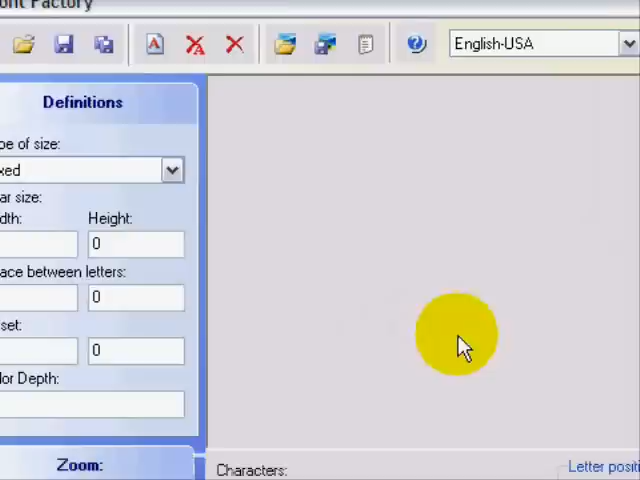 ont Factory
English-USA
Definitions
pe of size:
xed
ar size:
dth: Height:
0
ace between letters:
0
set:
0
lor Depth:
Zoom:
Characters:
Letter positi